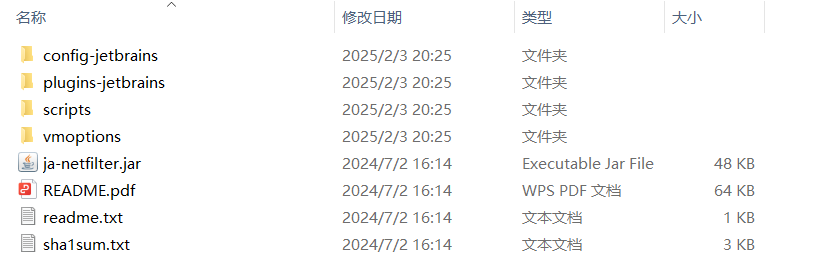 名称 修改日期 类型 大小
config-jetbrains 2025/2/3 20:25 文件夹
plugins-jetbrains 2025/2/3 20:25 文件夹
scripts 2025/2/3 20:25 文件夹
vmoptions 2025/2/3 20:25 文件夹
ja-netfilter.jar 2024/7/2 16:14 Executable Jar File 48 KB
README.pdf 2024/7/2 16:14 WPS PDF 文档 64 KB
readme.txt 2024/7/2 16:14 文本文档 1 KB
sha1sum.txt 2024/7/2 16:14 文本文档 3 KB